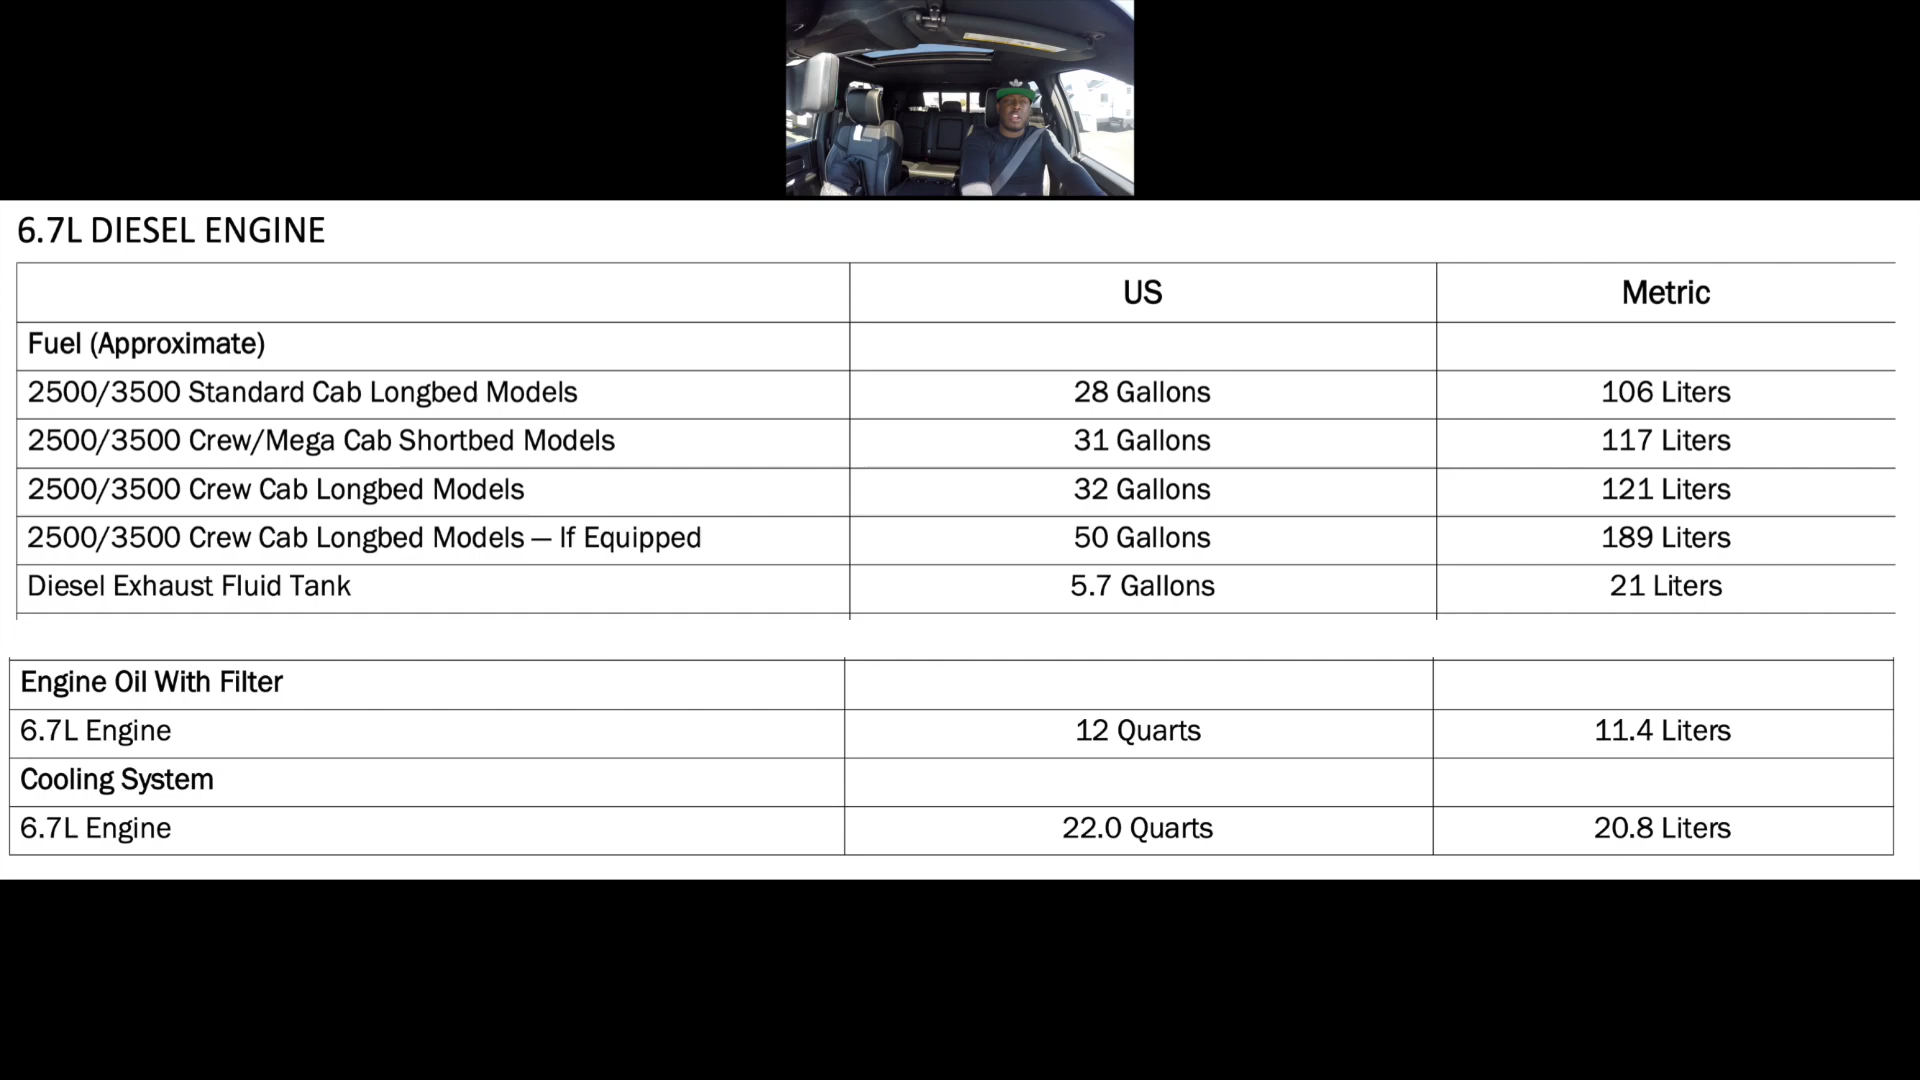 6.7L DIESEL ENGINE
US Metric
Fuel (Approximate)
2500/3500 Standard Cab Longbed Models 28 Gallons 106 Liters
2500/3500 Crew/Mega Cab Shortbed Models 31 Gallons 117 Liters
2500/3500 Crew Cab Longbed Models 32 Gallons 121 Liters
2500/3500 Crew Cab Longbed Models — If Equipped 50 Gallons 189 Liters
Diesel Exhaust Fluid Tank 5.7 Gallons 21 Liters
Engine Oil With Filter
6.7L Engine 12 Quarts 11.4 Liters
Cooling System
6.7L Engine 22.0 Quarts 20.8 Liters